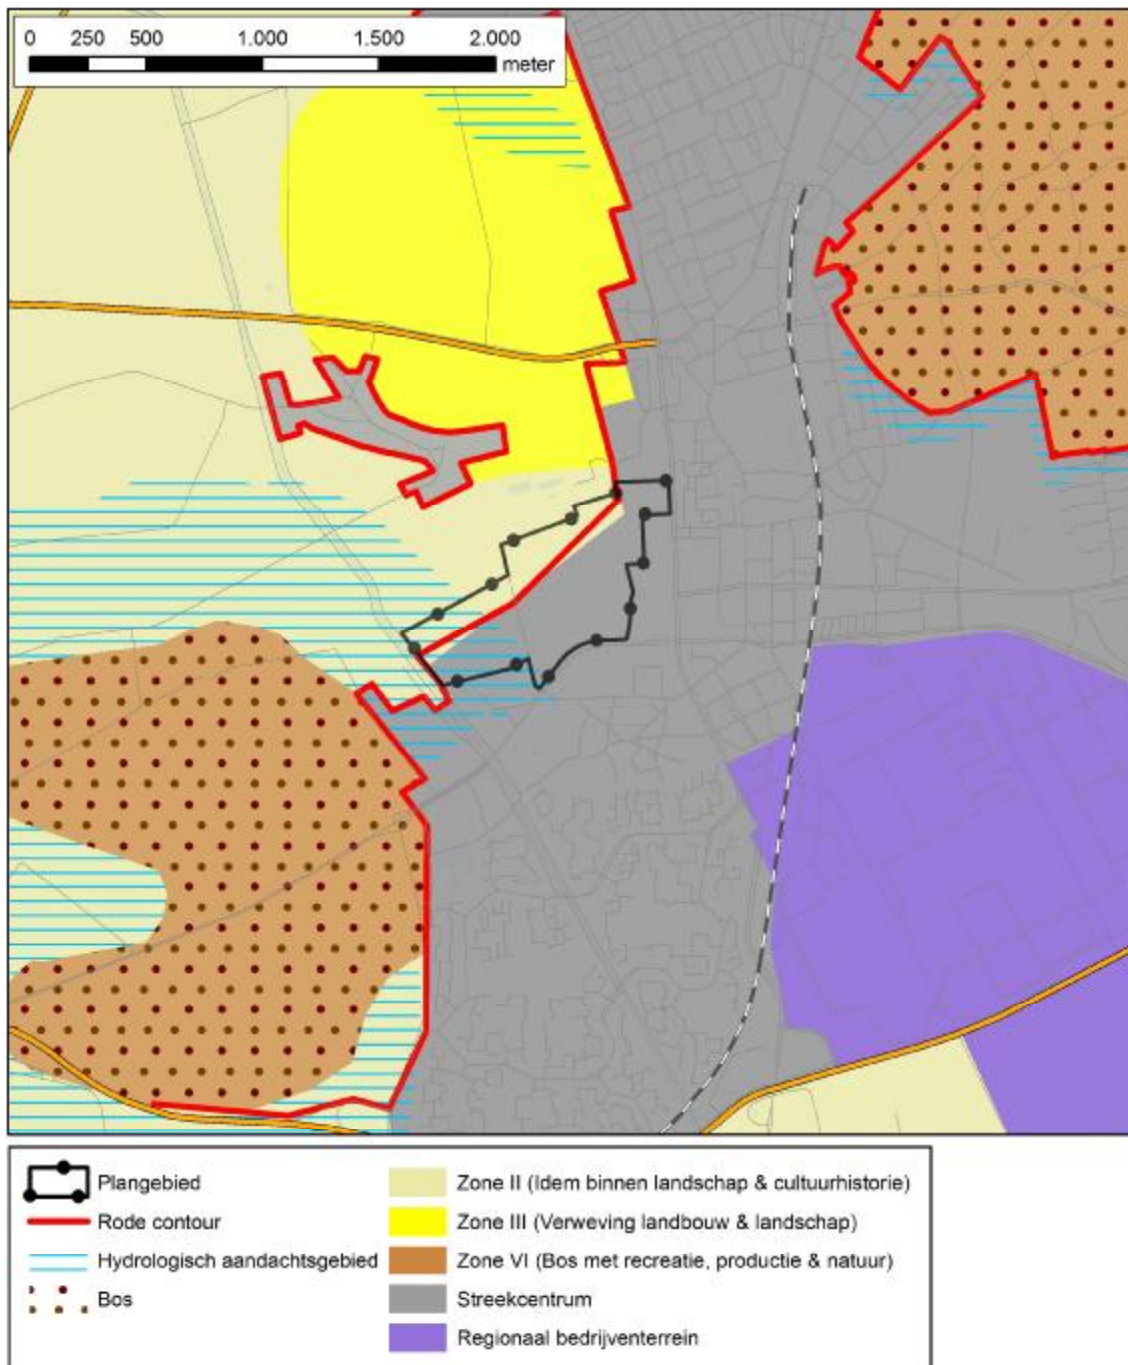 0 250 500 1.000 1.500 2.000
meter
Plangebied
Rode contour
Hydrologisch aandachtsgebied
Bos
Zone II (Idem binnen landschap & cultuurhistorie)
Zone III (Verweving landbouw & landschap)
Zone VI (Bos met recreatie, productie & natuur)
Streekcentrum
Regionaal bedrijventerrein